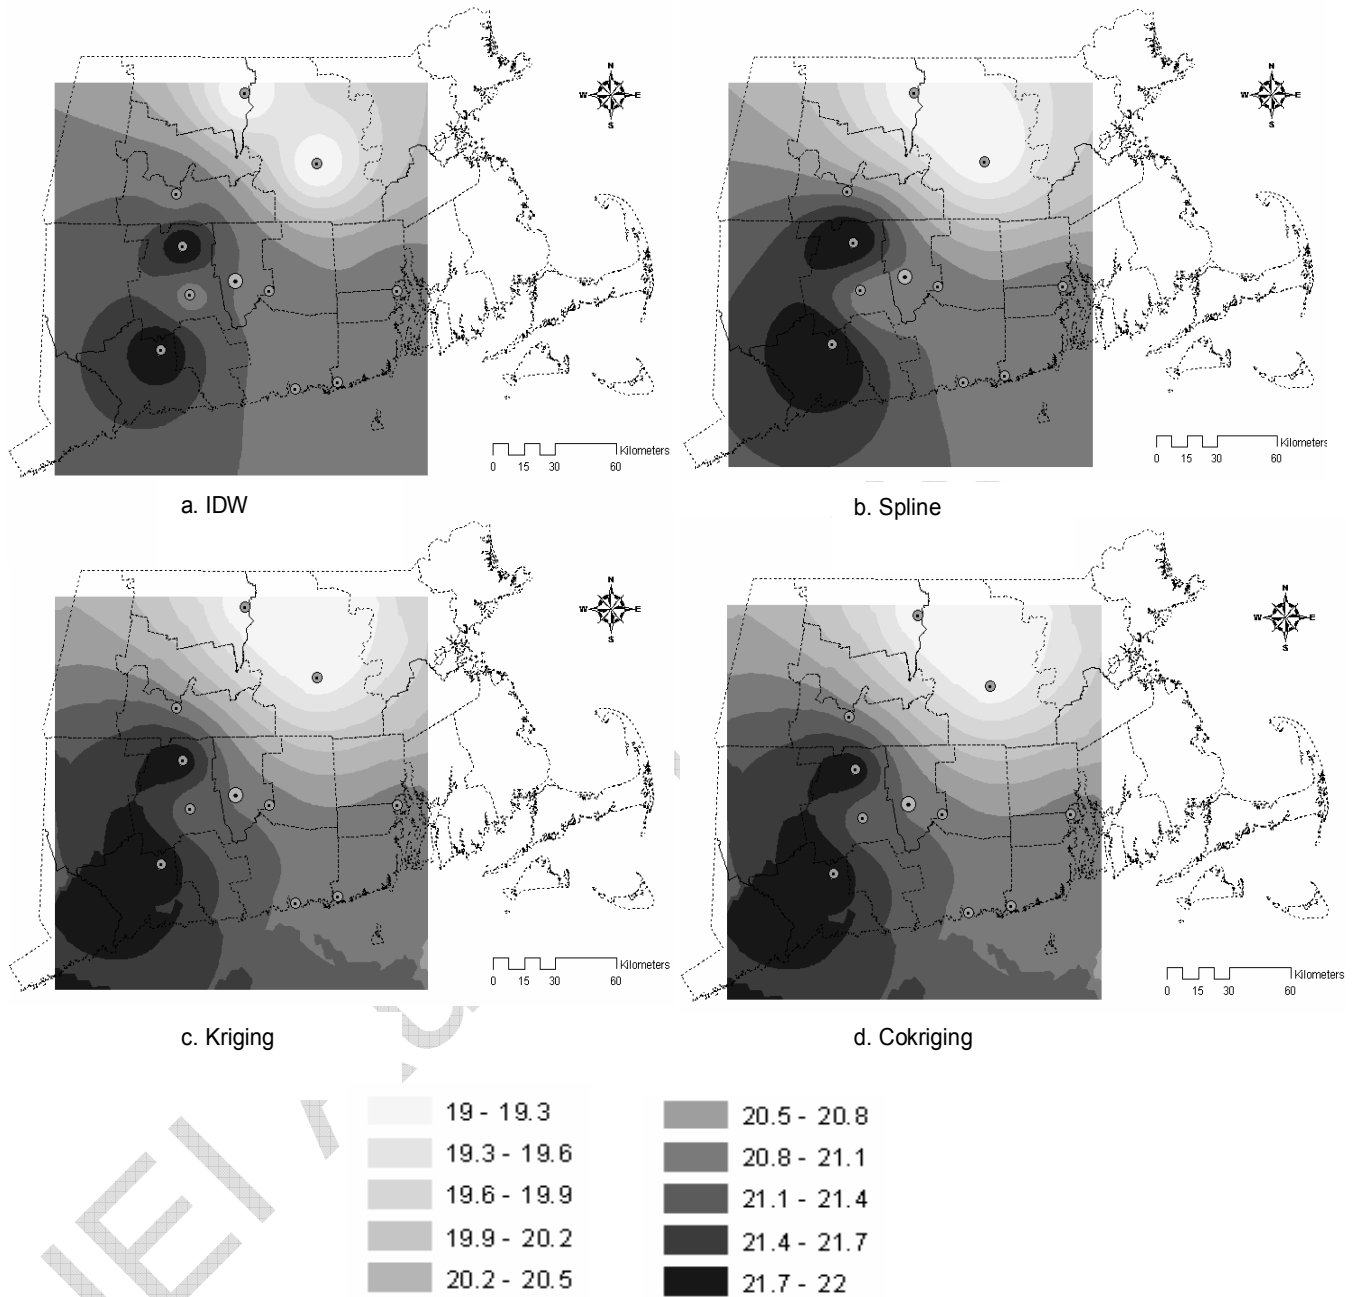 N
W E
S
Kilometers
0 15 30 60
a. IDW
N
W E
S
Kilometers
0 15 30 60
b. Spline
N
W E
S
Kilometers
0 15 30 60
c. Kriging
N
W E
S
Kilometers
0 15 30 60
d. Cokriging
19 - 19.3
19.3 - 19.6
19.6 - 19.9
19.9 - 20.2
20.2 - 20.5
20.5 - 20.8
20.8 - 21.1
21.1 - 21.4
21.4 - 21.7
21.7 - 22